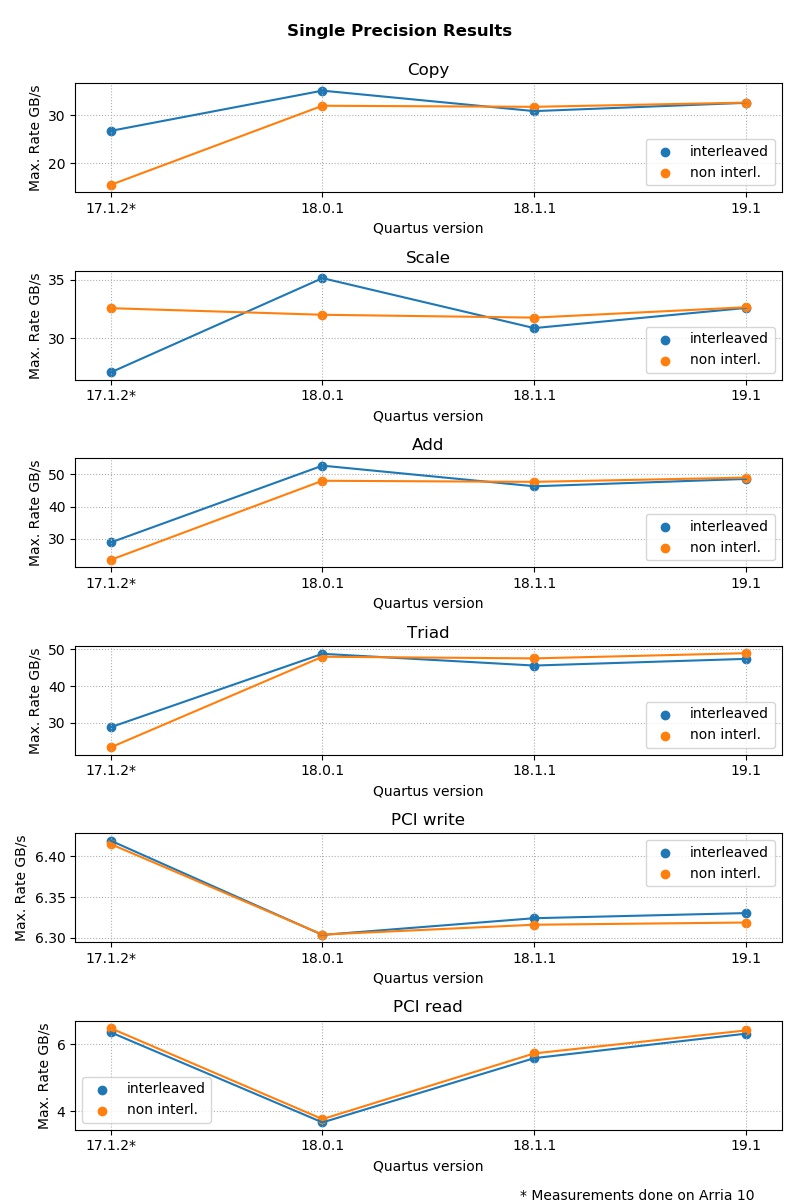 Single Precision Results
Copy
Max. Rate GB/s
30
20
interleaved
non interl.
17.1.2*
18.0.1
18.1.1
19.1
Quartus version
Scale
Max. Rate GB/s
35
30
interleaved
non interl.
17.1.2*
18.0.1
18.1.1
19.1
Quartus version
Add
Max. Rate GB/s
50
40
30
interleaved
non interl.
17.1.2*
18.0.1
18.1.1
19.1
Quartus version
Triad
Max. Rate GB/s
50
40
30
interleaved
non interl.
17.1.2*
18.0.1
18.1.1
19.1
Quartus version
PCI write
Max. Rate GB/s
6.40
6.35
6.30
interleaved
non interl.
17.1.2*
18.0.1
18.1.1
19.1
Quartus version
PCI read
Max. Rate GB/s
6
4
interleaved
non interl.
17.1.2*
18.0.1
18.1.1
19.1
Quartus version
* Measurements done on Arria 10